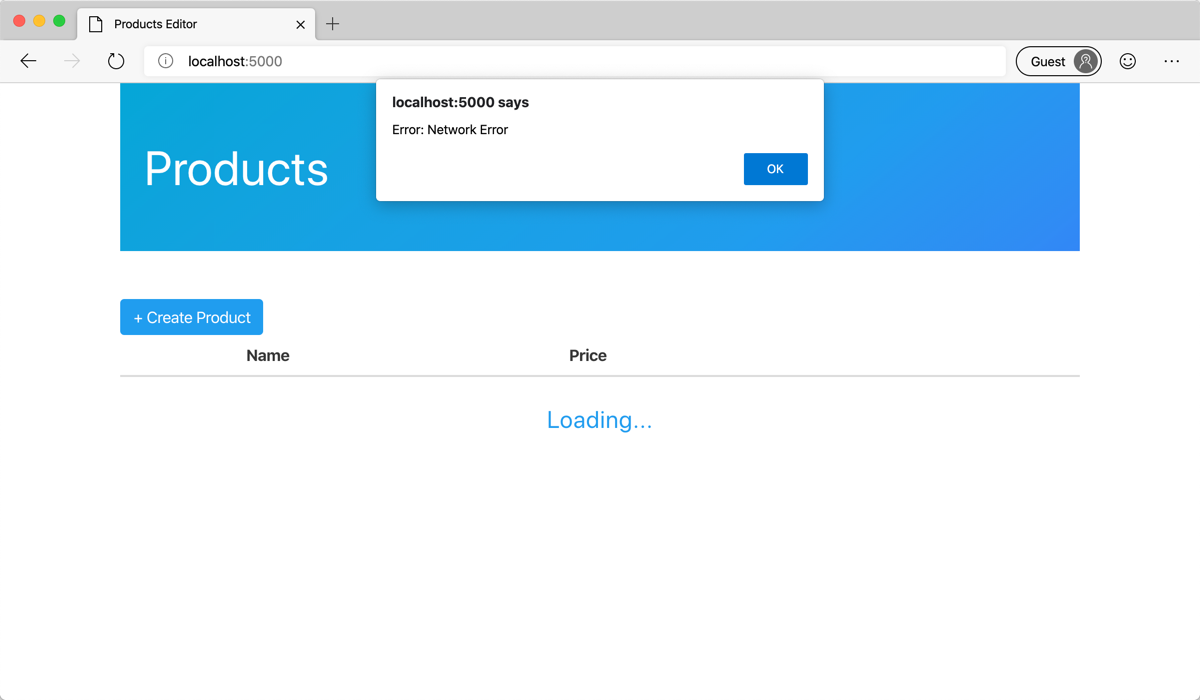 Products Editor
localhost:5000
Guest
localhost:5000 says
Error: Network Error
OK
Products
+ Create Product
Name Price
Loading...